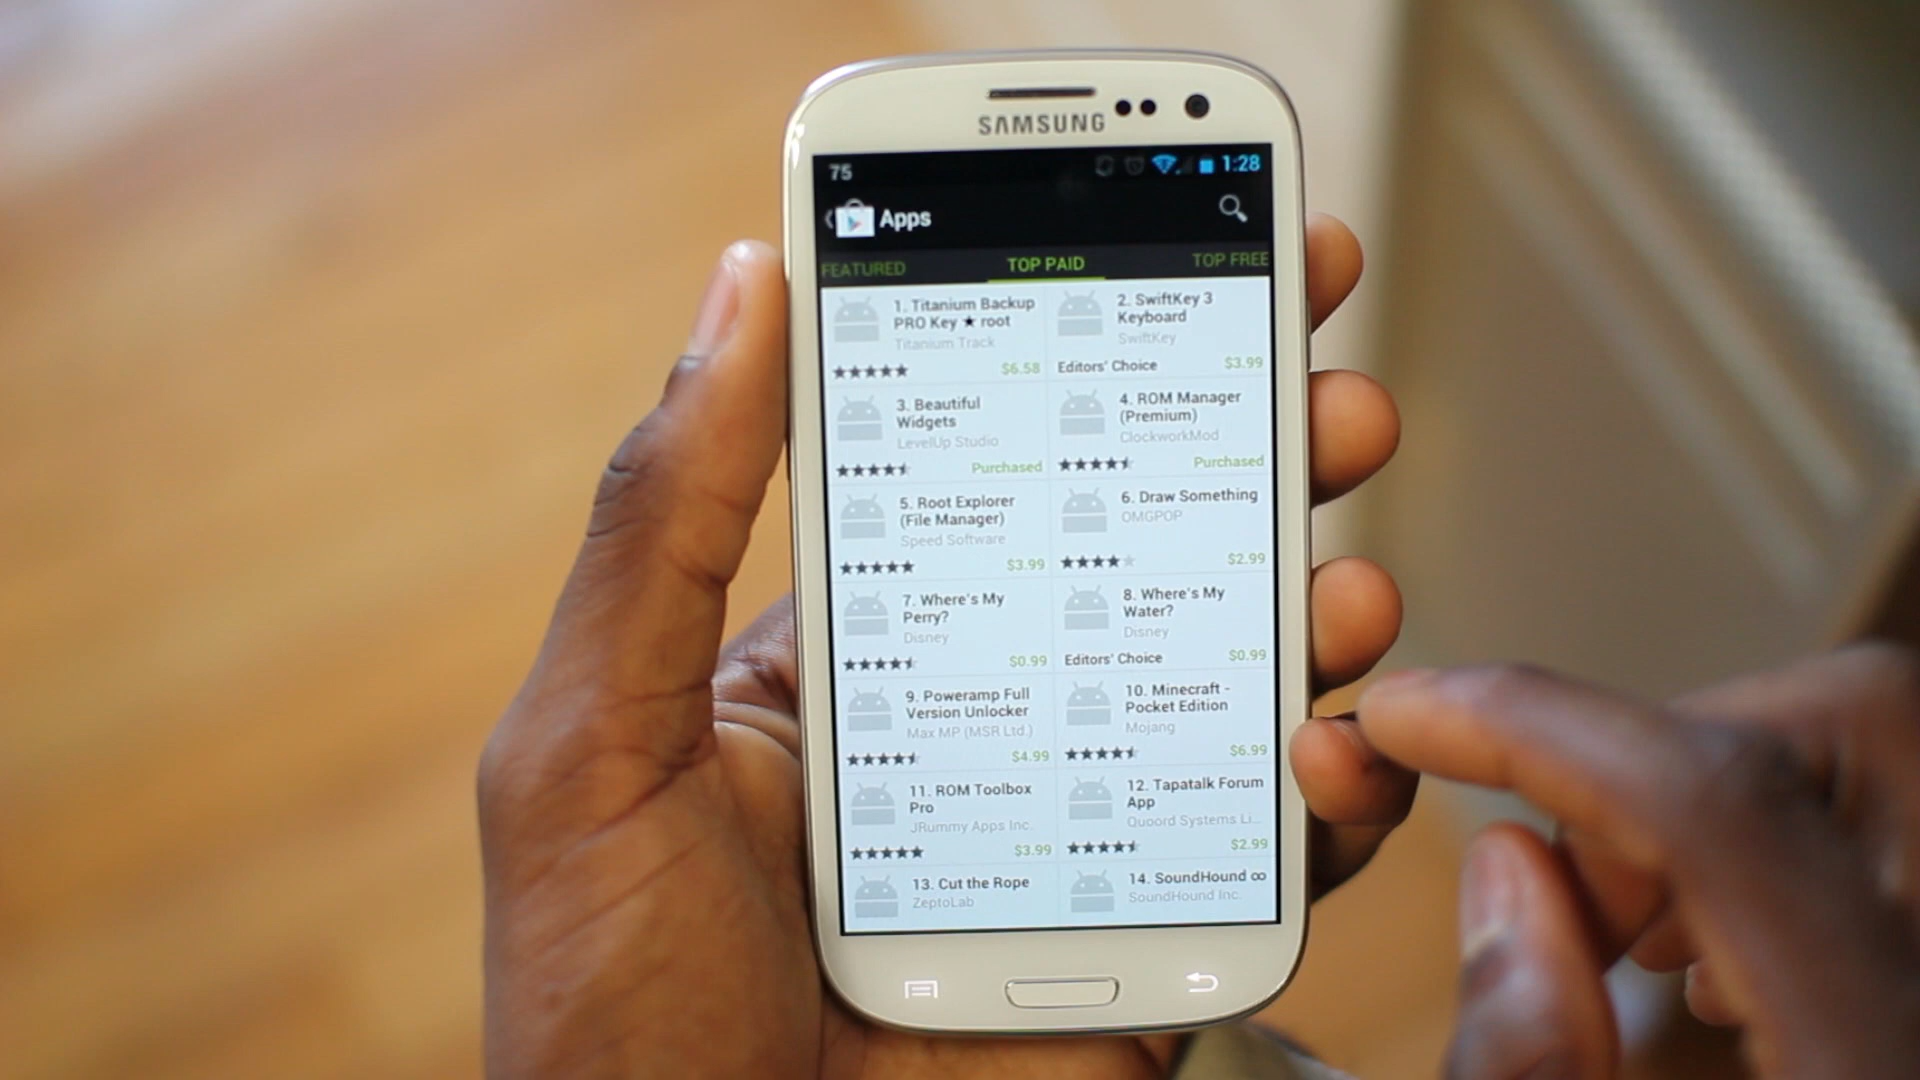 SAMSUNG
75
1:28
Apps
FEATURED
TOP PAID
TOP FREE
1. Titanium Backup
PRO Key ★ root
Titanium Track
$6.58
2. SwiftKey 3
Keyboard
SwiftKey
Editors' Choice
$3.99
3. Beautiful
Widgets
LevelUp Studio
Purchased
4. ROM Manager
(Premium)
ClockworkMod
Purchased
5. Root Explorer
(File Manager)
Speed Software
$3.99
6. Draw Something
OMGPOP
$2.99
7. Where's My
Perry?
Disney
$0.99
8. Where's My
Water?
Disney
Editors' Choice
$0.99
9. Poweramp Full
Version Unlocker
Max MP (MSR Ltd.)
$4.99
10. Minecraft -
Pocket Edition
Mojang
$6.99
11. ROM Toolbox
Pro
JRummy Apps Inc.
$3.99
12. Tapatalk Forum
App
Quoord Systems Li...
$2.99
13. Cut the Rope
ZeptoLab
14. SoundHound ∞
SoundHound Inc.